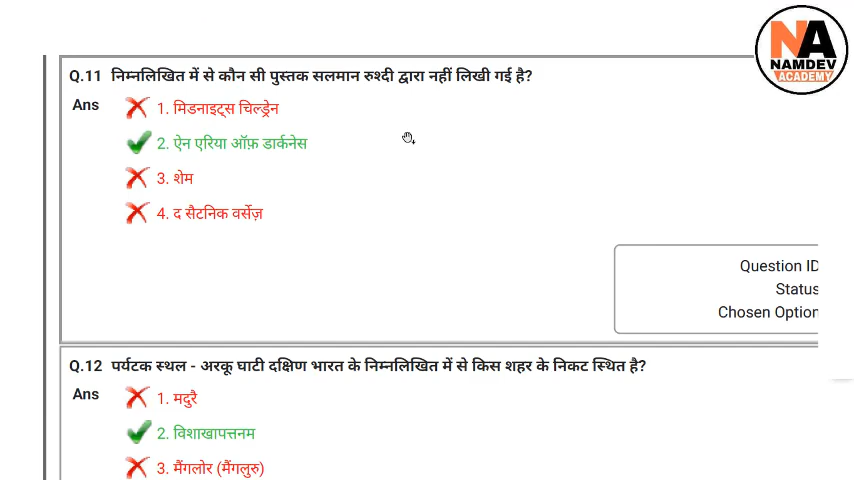 NA
NAMDEV
ACADEMY
Q.11 निम्नलिखित में से कौन सी पुस्तक सलमान रुश्दी द्वारा नहीं लिखी गई है?
Ans 1. मिडनाइट्स चिल्ड्रेन
2. ऐन एरिया ऑफ़ डार्कनेस
3. शेम
4. द सैटनिक वर्सेज़
Question ID
Status
Chosen Option
Q.12 पर्यटक स्थल - अरकू घाटी दक्षिण भारत के निम्नलिखित में से किस शहर के निकट स्थित है?
Ans 1. मदुरै
2. विशाखापत्तनम
3. मैंगलोर (मैंगलुरु)